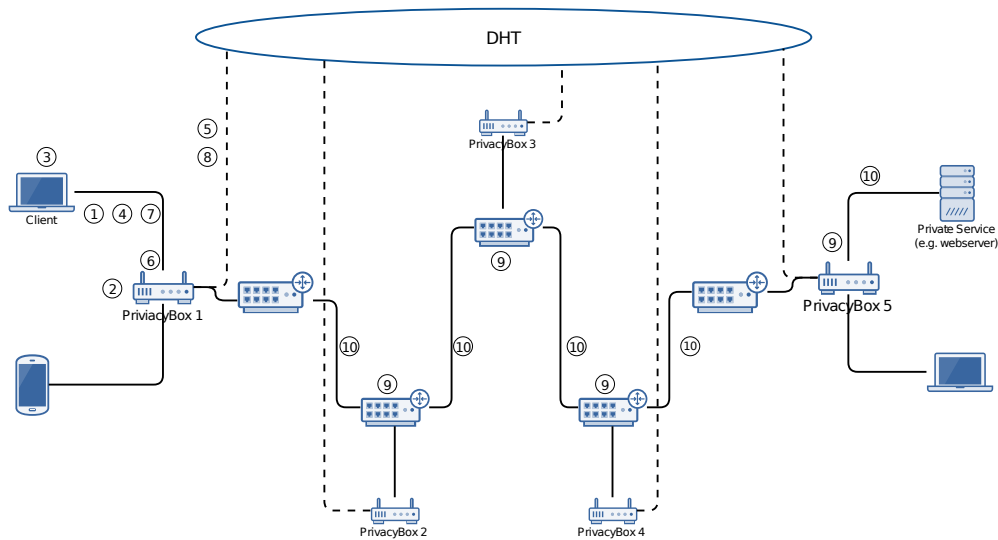 DHT
PrivacyBox 3
5
8
3
Client
1 4 7
10
Private Service
(e.g. webserver)
9
9
6
2
PriviacyBox 1
PrivacyBox 5
10
10
10
10
9
9
PrivacyBox 2
PrivacyBox 4